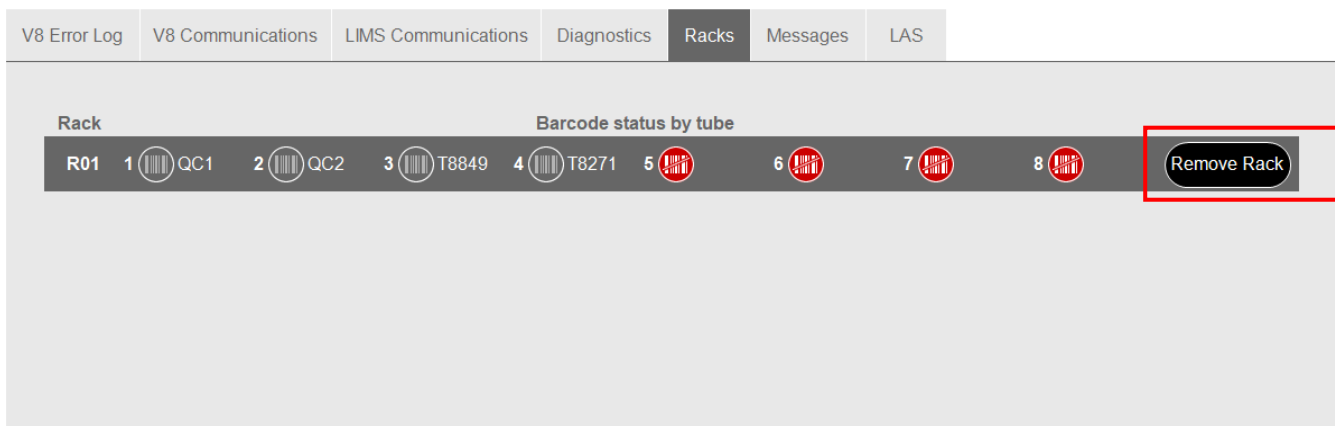 V8 Error Log V8 Communications LIMS Communications Diagnostics Racks Messages LAS
Rack Barcode status by tube
R01 1 QC1 2 QC2 3 T8849 4 T8271 5 6 7 8 Remove Rack